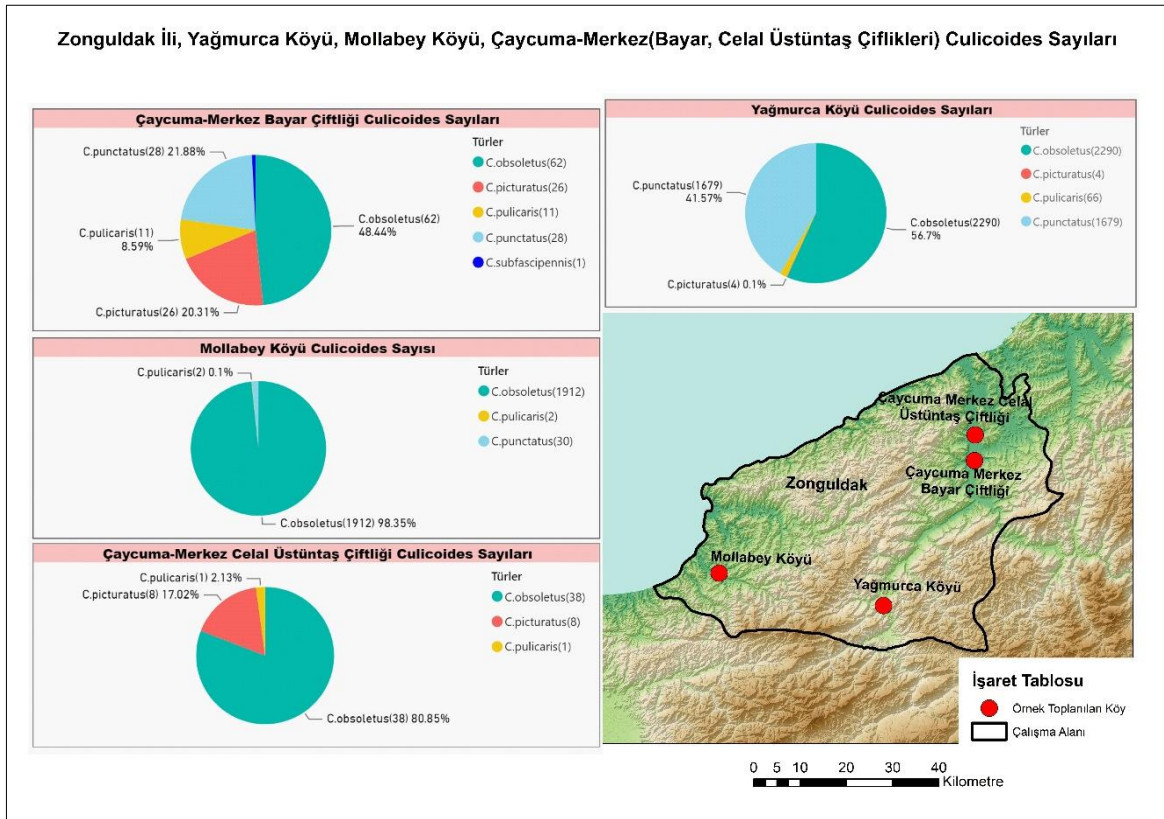 Zonguldak İli, Yağmurca Köyü, Mollabey Köyü, Çaycuma-Merkez(Bayar, Celal Üstüntaş Çiflikleri) Culicoides Sayıları
Çaycuma-Merkez Bayar Çiftliği Culicoides Sayıları
C.punctatus(28) 21.88%
C.pulicaris(11)
8.59%
C.picturatus(26) 20.31%
C.obsoletus(62)
48.44%
Türler
C.obsoletus(62)
C.picturatus(26)
C.pulicaris(11)
C.punctatus(28)
C.subfascipennis(1)
Yağmurca Köyü Culicoides Sayıları
C.punctatus(1679)
41.57%
C.picturatus(4) 0.1%
C.obsoletus(2290)
56.7%
Türler
C.obsoletus(2290)
C.picturatus(4)
C.pulicaris(66)
C.punctatus(1679)
Mollabey Köyü Culicoides Sayısı
C.pulicaris(2) 0.1%
C.obsoletus(1912) 98.35%
Türler
C.obsoletus(1912)
C.pulicaris(2)
C.punctatus(30)
Çaycuma-Merkez Celal Üstüntaş Çiftliği Culicoides Sayıları
C.pulicaris(1) 2.13%
C.picturatus(8) 17.02%
C.obsoletus(38) 80.85%
Türler
C.obsoletus(38)
C.picturatus(8)
C.pulicaris(1)
Çaycuma Merkez Celal
Üstüntaş Çiftliği
Çaycuma Merkez
Bayar Çiftliği
Zonguldak
Mollabey Köyü
Yağmurca Köyü
İşaret Tablosu
Örnek Toplanılan Köy
Çalışma Alanı
0 5 10 20 30 40
Kilometre